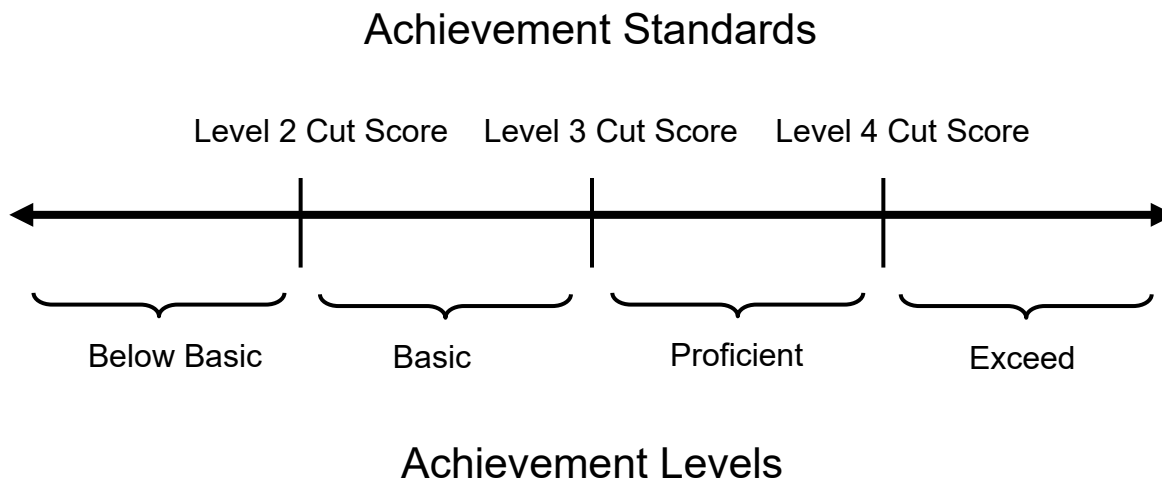 Achievement Standards
Level 2 Cut Score Level 3 Cut Score Level 4 Cut Score
Below Basic Basic Proficient Exceed
Achievement Levels